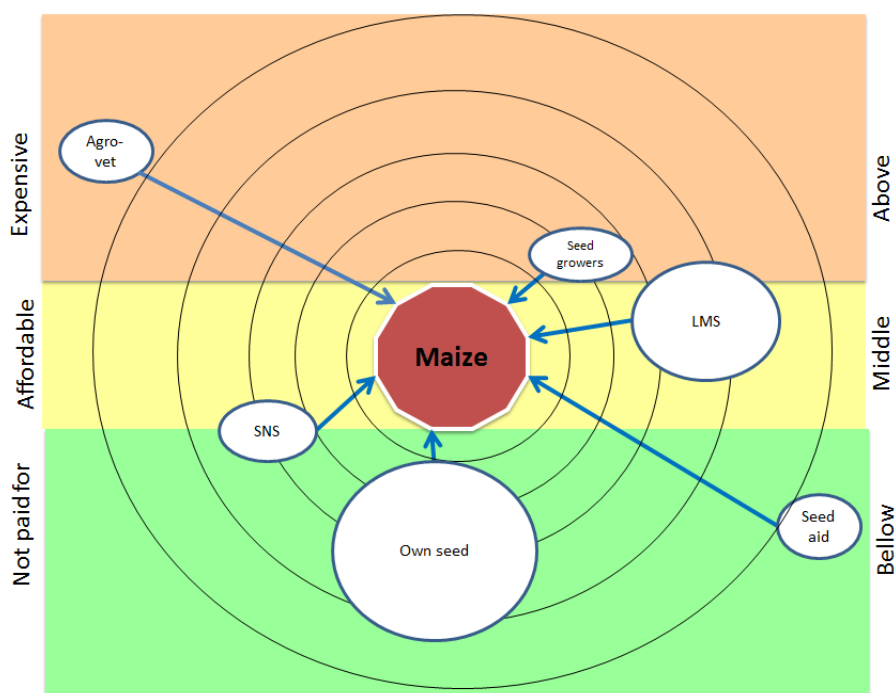 Expensive
Affordable
Not paid for
Agro-
vet
Seed
growers
LMS
Maize
SNS
Own seed
Seed
aid
Above
Middle
Bellow